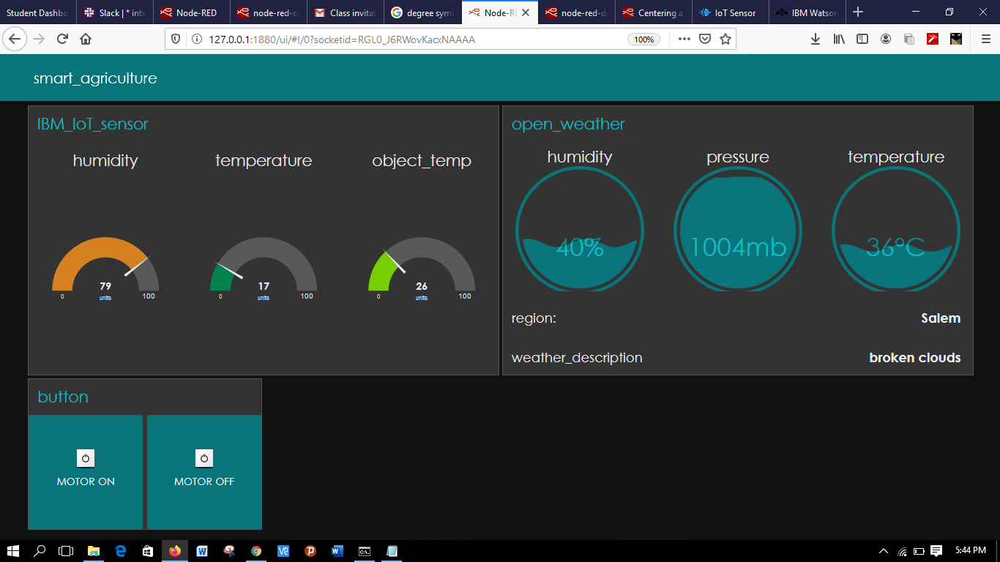 Student Dashbo
Slack | * inte
Node-RED
node-red-co
Class invitat
degree symb
Node-RE
node-red-da
Centering a
IoT Sensor
IBM Watson
127.0.0.1:1880/ui/#!/0?socketid=RGL0_J6RWovKacxNAAAA
100%
smart_agriculture
IBM_IoT_sensor
humidity
temperature
object_temp
79
units
0
100
17
units
0
100
26
units
0
100
open_weather
humidity
pressure
temperature
40%
1004mb
36°C
region:
Salem
weather_description
broken clouds
button
MOTOR ON
MOTOR OFF
5:44 PM